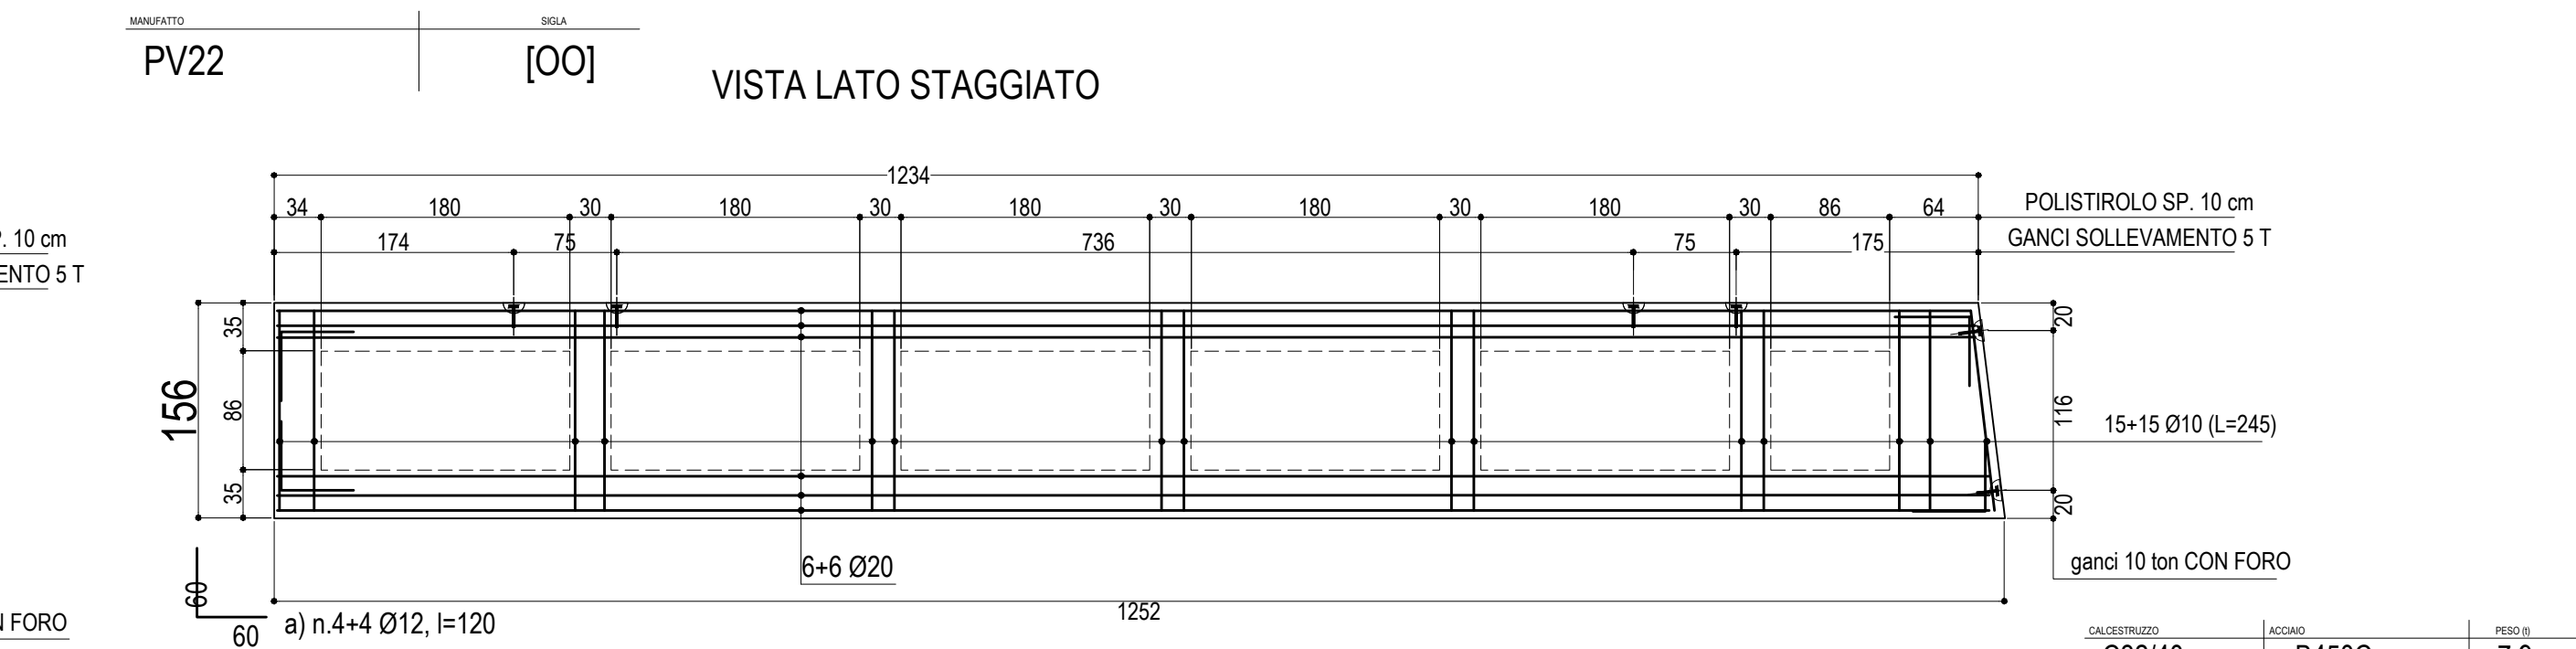 MANUFATTO SIGLA
PV22 [OO]
VISTA LATO STAGGIATO
1234
34 180 30 180 30 180 30 180 30 180 30 86 64 POLISTIROLO SP. 10 cm
174 75 736 75 175 GANCI SOLLEVAMENTO 5 T
10 cm
ENTO 5 T
35
86
35
156
20
116
20
15+15 Ø10 (L=245)
6+6 Ø20
ganci 10 ton CON FORO
1252
60
60
a) n.4+4 Ø12, l=120
FORO
CALCESTRUZZO ACCIAIO PESO (t)